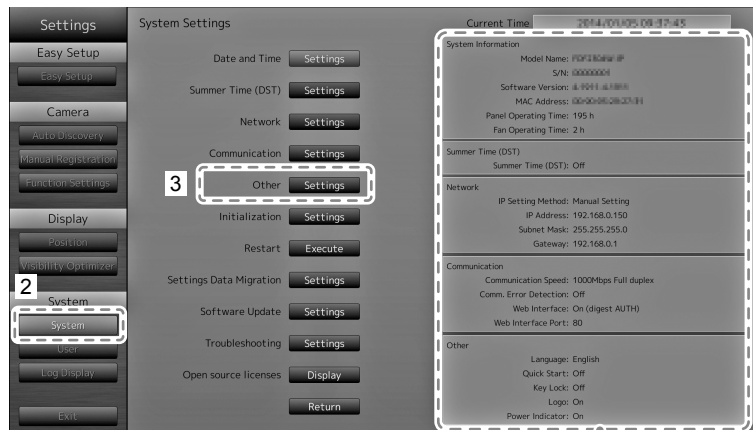 Settings
Easy Setup
Easy Setup
Camera
Auto Discovery
Manual Registration
Function Settings
Display
Position
Visibility Optimizer
2
System
System
User
Log Display
Exit
System Settings
Date and Time Settings
Summer Time (DST) Settings
Network Settings
Communication Settings
3 Other Settings
Initialization Settings
Restart Execute
Settings Data Migration Settings
Software Update Settings
Troubleshooting Settings
Open source licenses Display
Return
Current Time 2014/01/05
System Information
Model Name:
S/N: 00000001
Software Version:
MAC Address:
Panel Operating Time: 195 h
Fan Operating Time: 2 h
Summer Time (DST)
Summer Time (DST): Off
Network
IP Setting Method: Manual Setting
IP Address: 192.168.0.150
Subnet Mask: 255.255.255.0
Gateway: 192.168.0.1
Communication
Communication Speed: 1000Mbps Full duplex
Comm. Error Detection: Off
Web Interface: On (digest AUTH)
Web Interface Port: 80
Other
Language: English
Quick Start: Off
Key Lock: Off
Logo: On
Power Indicator: On